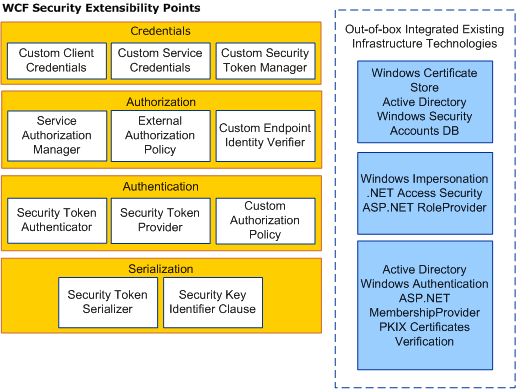 WCF Security Extensibility Points
Credentials
Custom Client
Credentials
Custom Service
Credentials
Custom Security
Token Manager
Authorization
Service
Authorization
Manager
External
Authorization
Policy
Custom Endpoint
Identity Verifier
Authentication
Security Token
Authenticator
Security Token
Provider
Custom
Authorization
Policy
Serialization
Security Token
Serializer
Security Key
Identifier Clause
Out-of-box Integrated Existing
Infrastructure Technologies
Windows Certificate
Store
Active Directory
Windows Security
Accounts DB
Windows Impersonation
.NET Access Security
ASP.NET RoleProvider
Active Directory
Windows Authentication
ASP.NET
MembershipProvider
PKIX Certificates
Verification